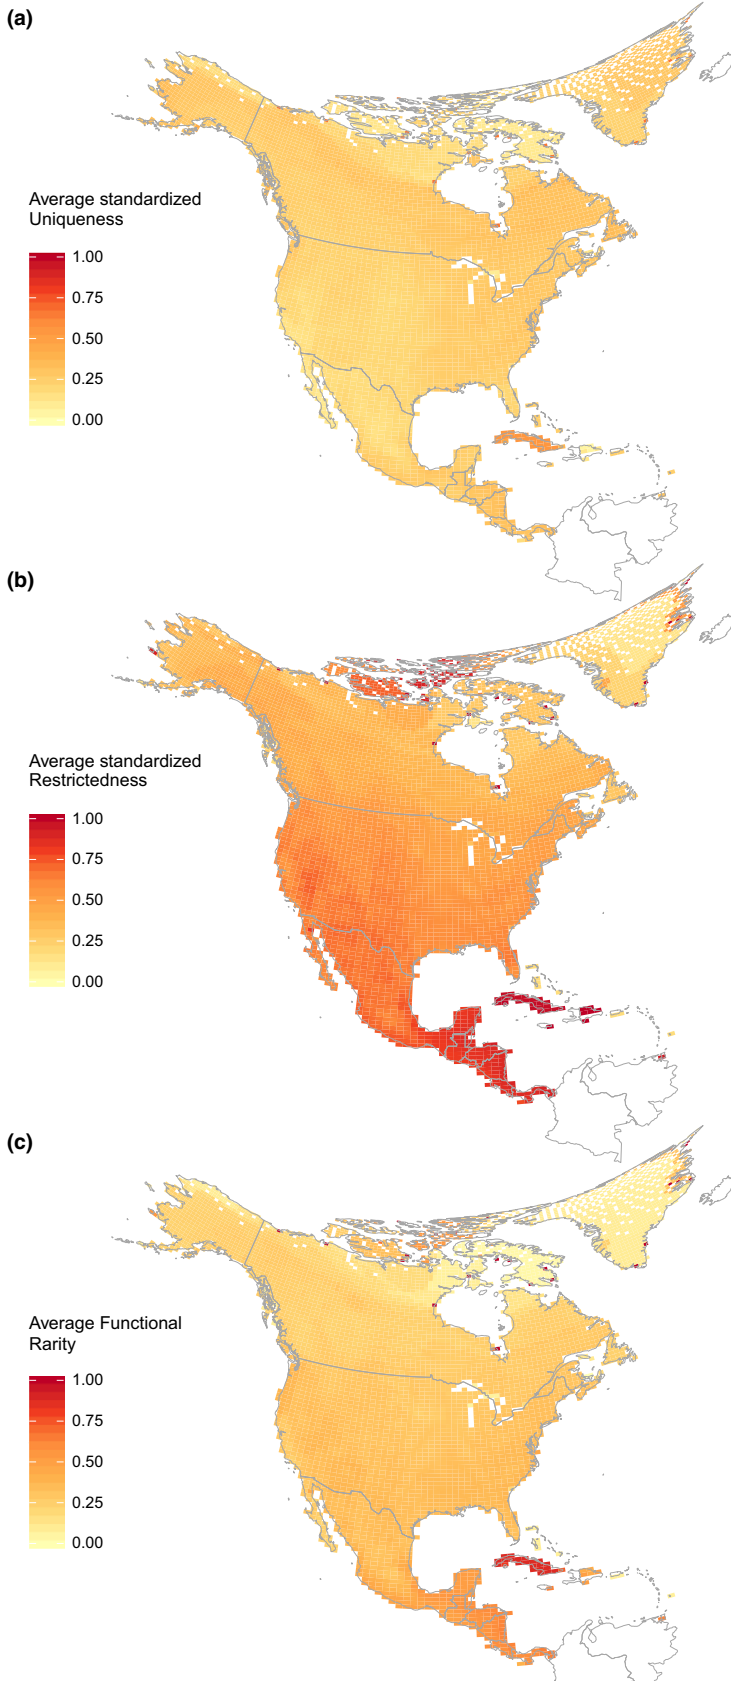 (a)
Average standardized
Uniqueness
1.00
0.75
0.50
0.25
0.00
(b)
Average standardized
Restrictedness
1.00
0.75
0.50
0.25
0.00
(c)
Average Functional
Rarity
1.00
0.75
0.50
0.25
0.00